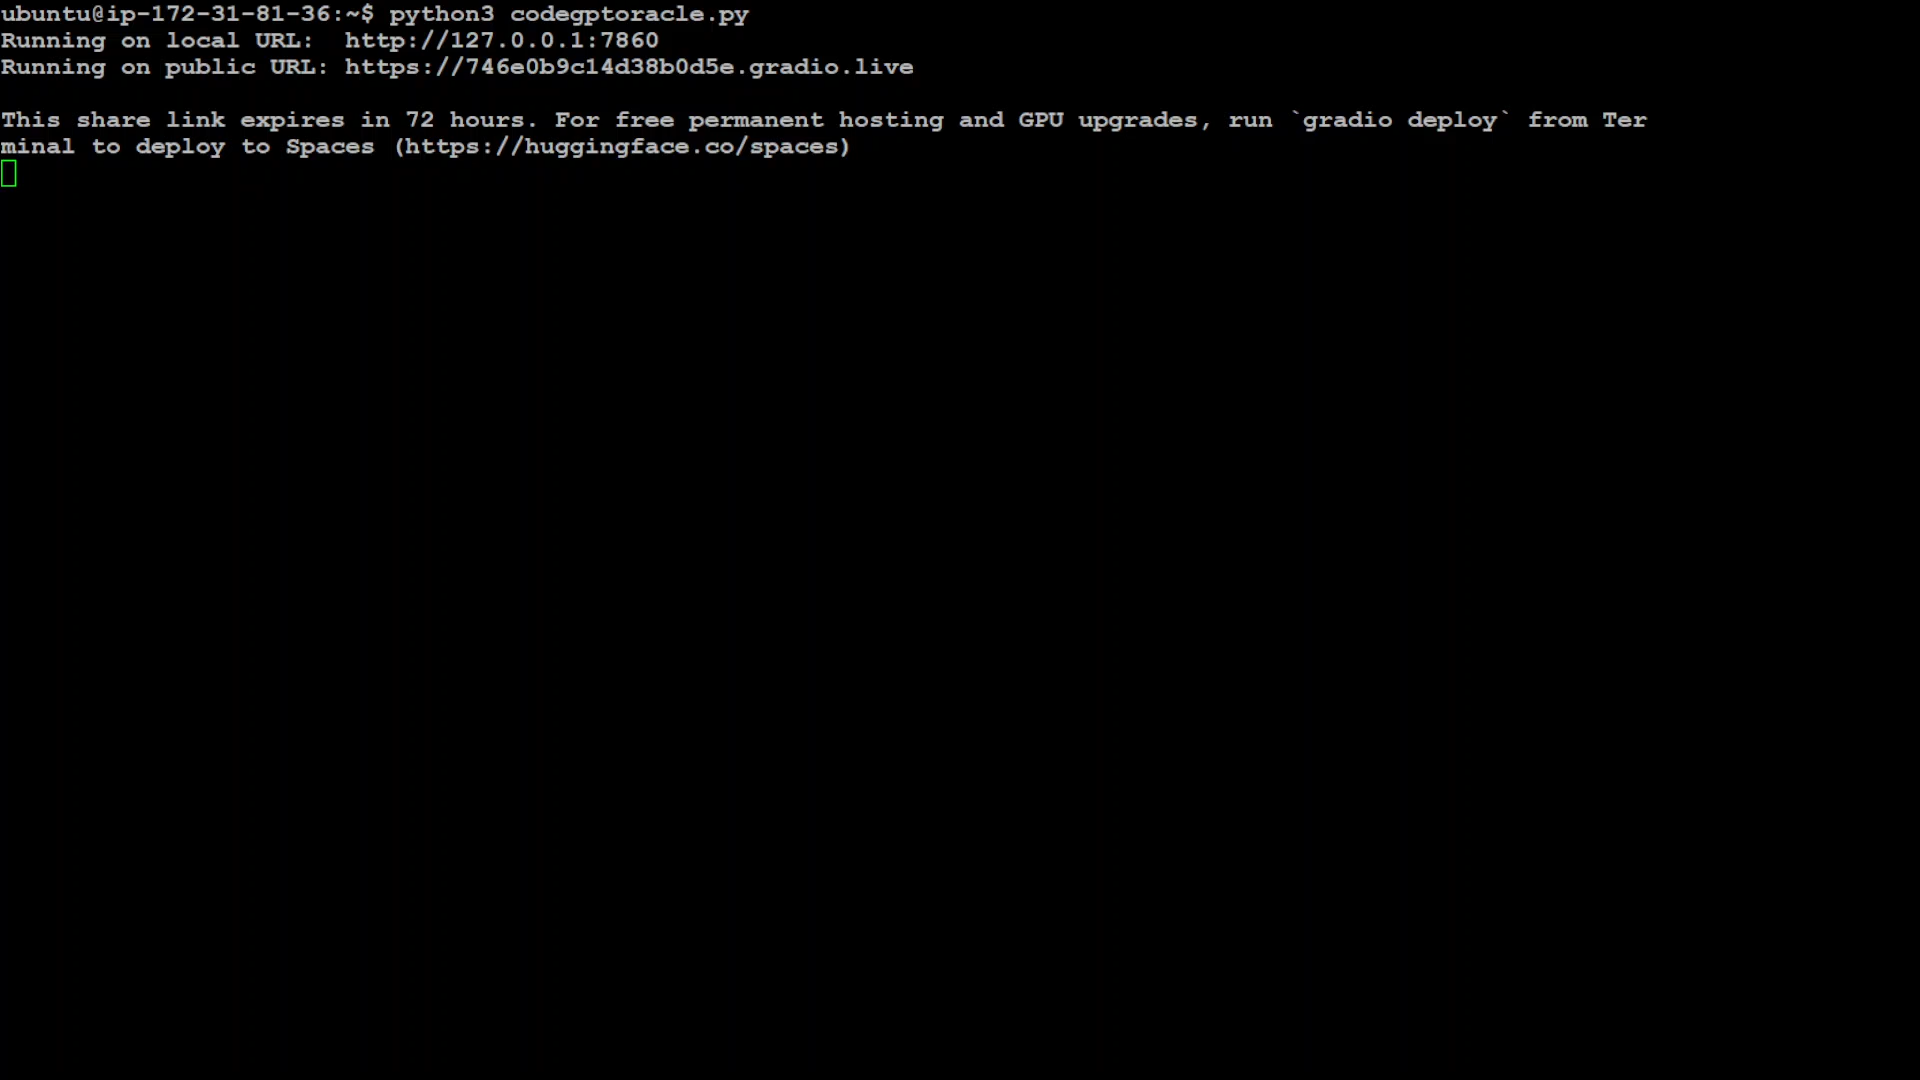 ubuntu@ip-172-31-81-36:~$ python3 codegptoracle.py
Running on local URL:  http://127.0.0.1:7860
Running on public URL: https://746e0b9c14d38b0d5e.gradio.live
This share link expires in 72 hours. For free permanent hosting and GPU upgrades, run `gradio deploy` from Ter
minal to deploy to Spaces (https://huggingface.co/spaces)